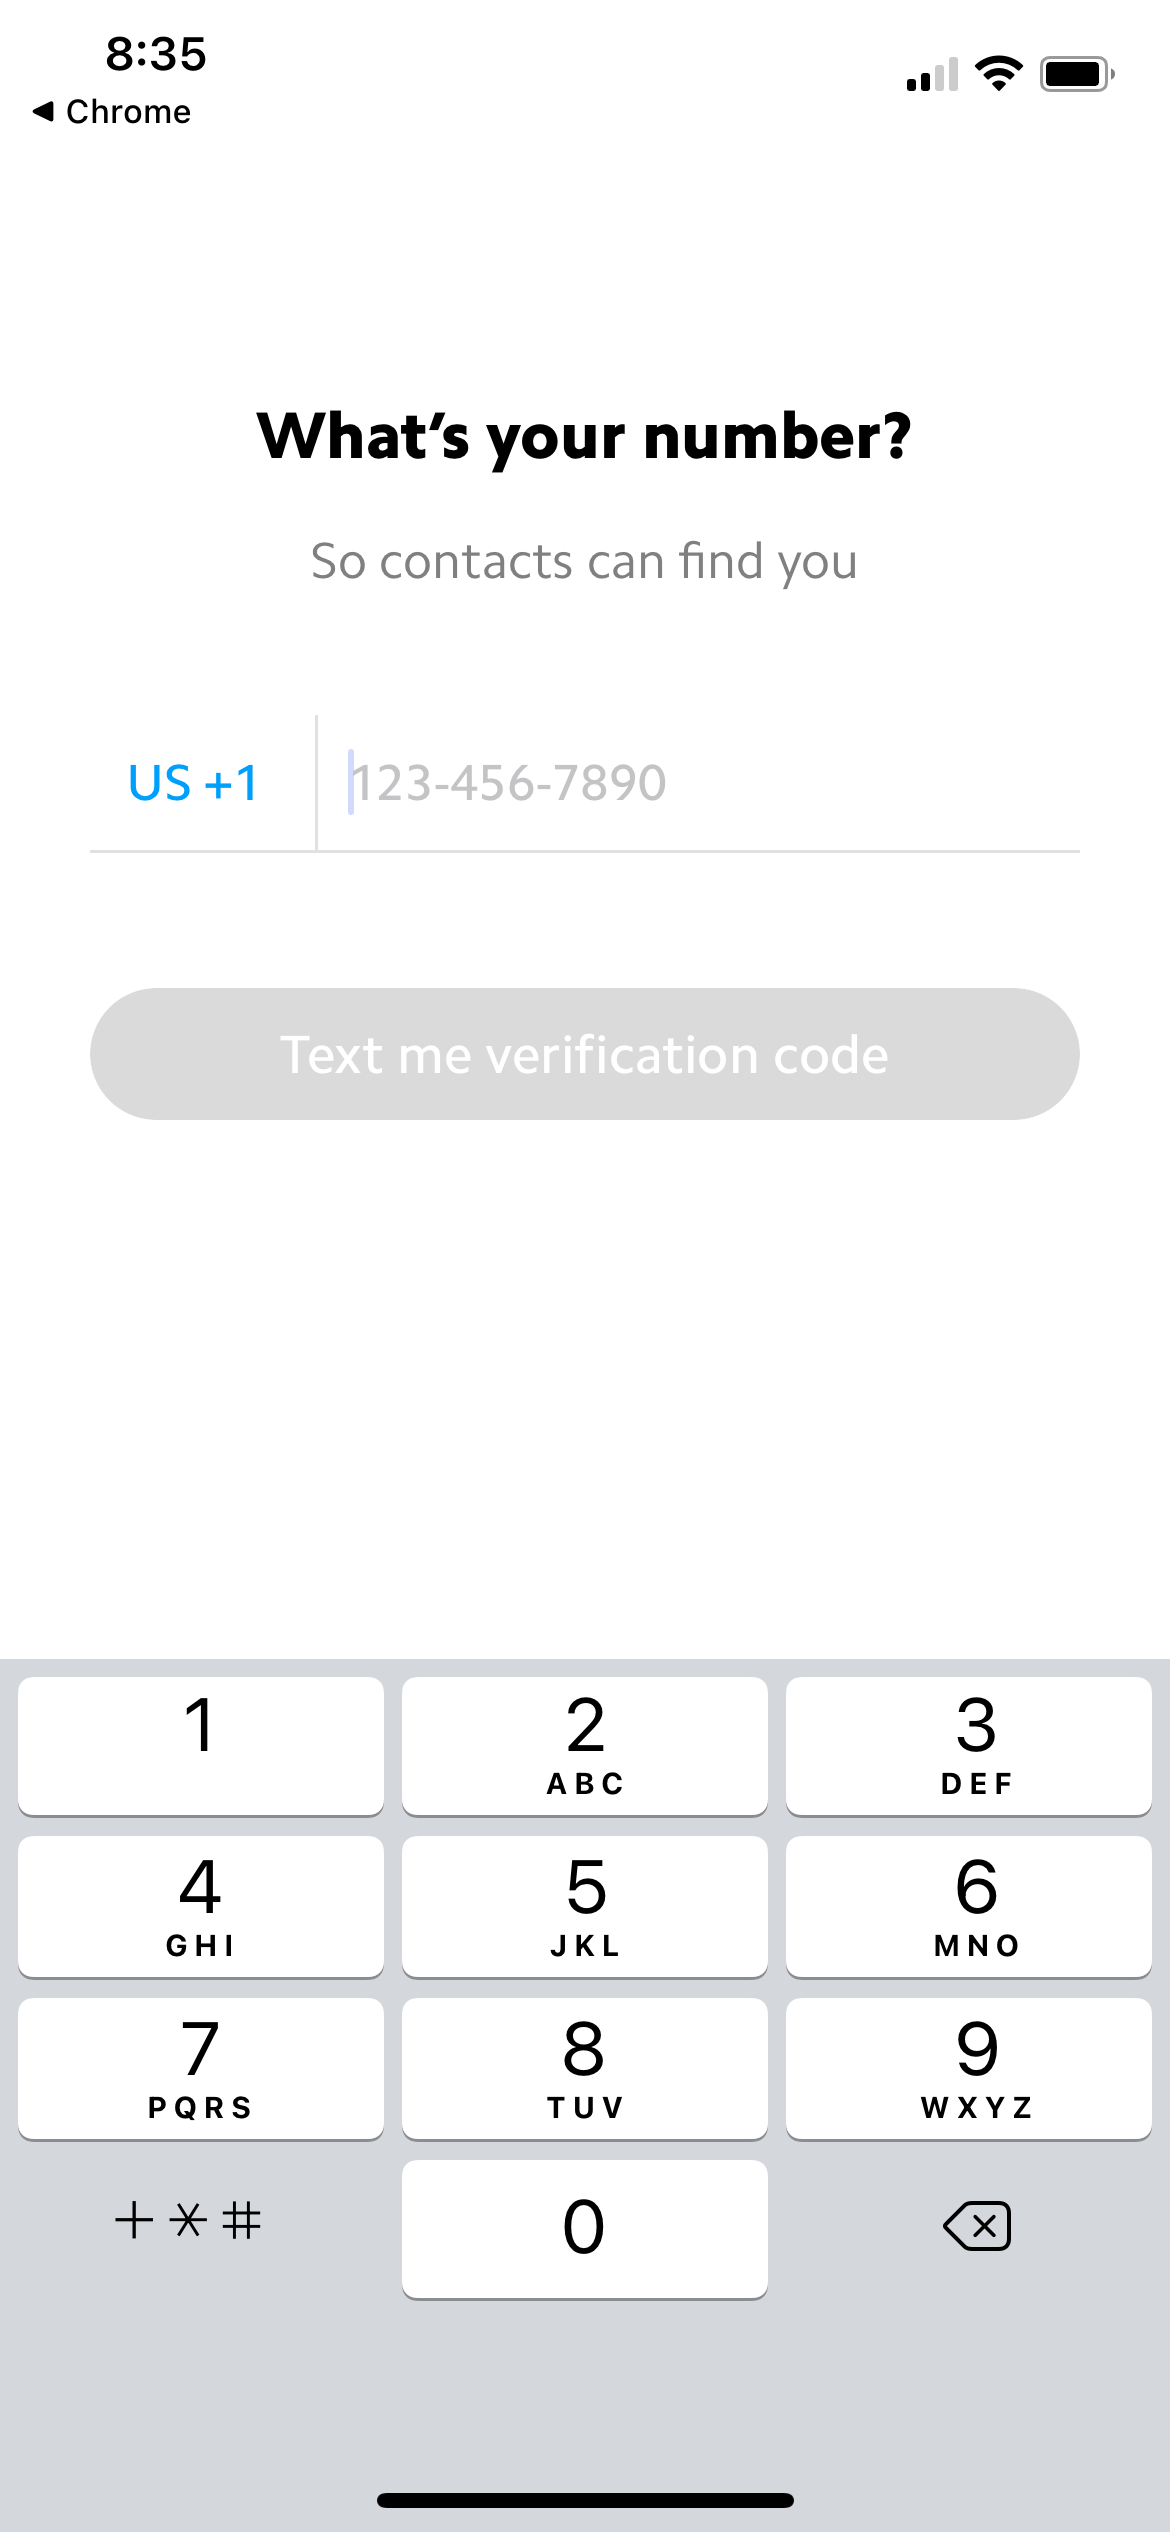 8:35
◀ Chrome
What's your number?
So contacts can find you
US +1
123-456-7890
Text me verification code
1
2
3
ABC
DEF
4
5
6
GHI
JKL
MNO
7
8
9
PQRS
TUV
WXYZ
+ * #
0